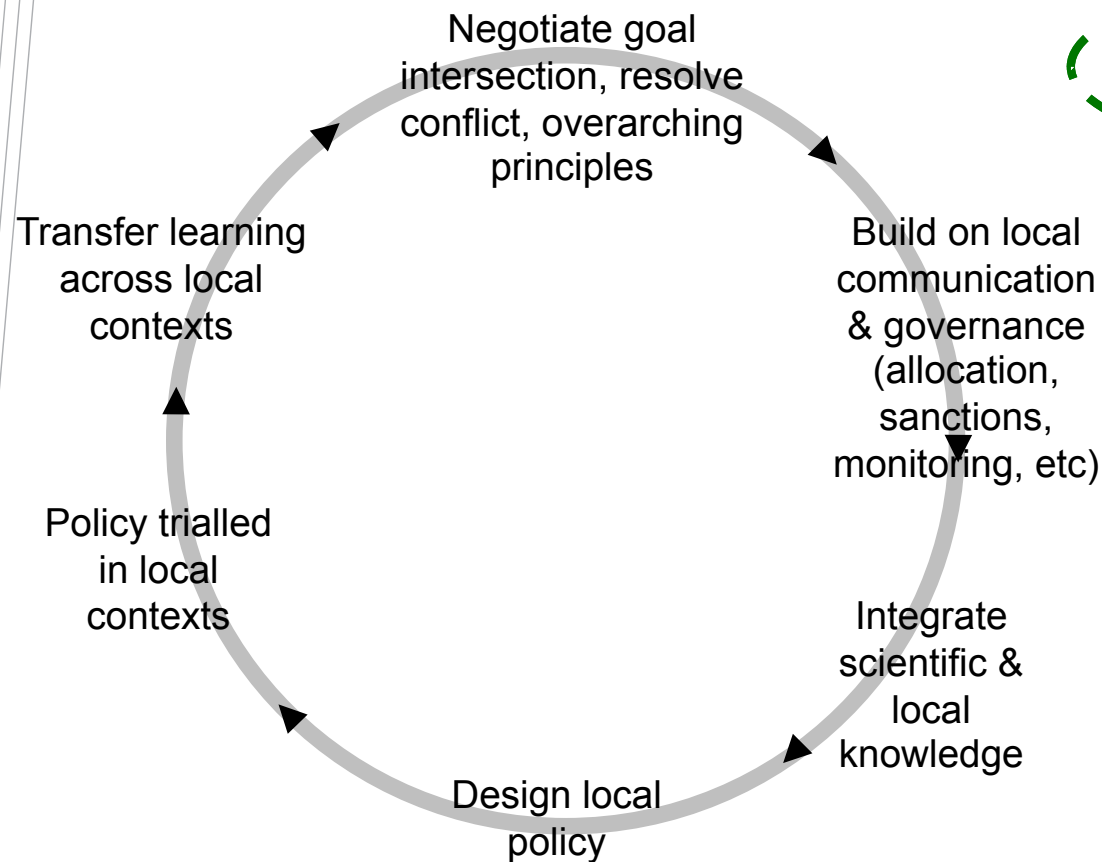 Negotiate goal
intersection, resolve
conflict, overarching
principles
Build on local
communication
& governance
(allocation,
sanctions,
monitoring, etc)
Integrate
scientific &
local
knowledge
Design local
policy
Policy trialled
in local
contexts
Transfer learning
across local
contexts